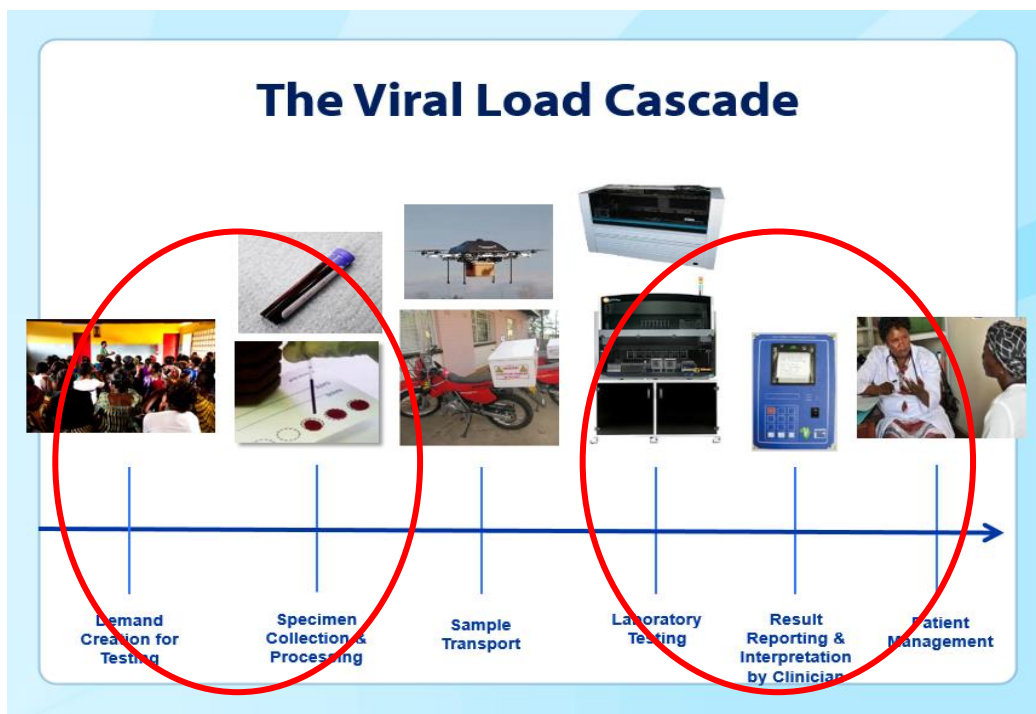 The Viral Load Cascade
Demand
Creation for
Testing
Specimen
Collection &
Processing
Sample
Transport
Laboratory
Testing
Result
Reporting &
Interpretation
by Clinician
Patient
Management